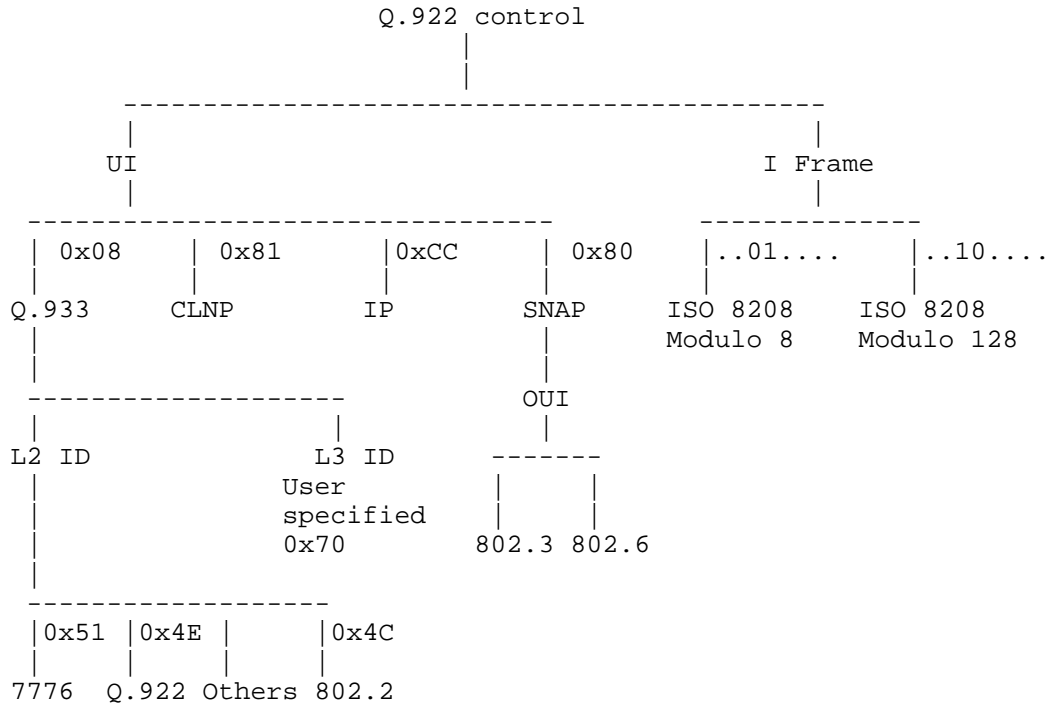 Q.922 control
UI I Frame
0x08 0x81 0xCC 0x80 ..01.... ..10....
Q.933 CLNP IP SNAP ISO 8208 ISO 8208
Modulo 8 Modulo 128
OUI
L2 ID L3 ID
User
specified
0x70 802.3 802.6
0x51 0x4E 0x4C
7776 Q.922 Others 802.2